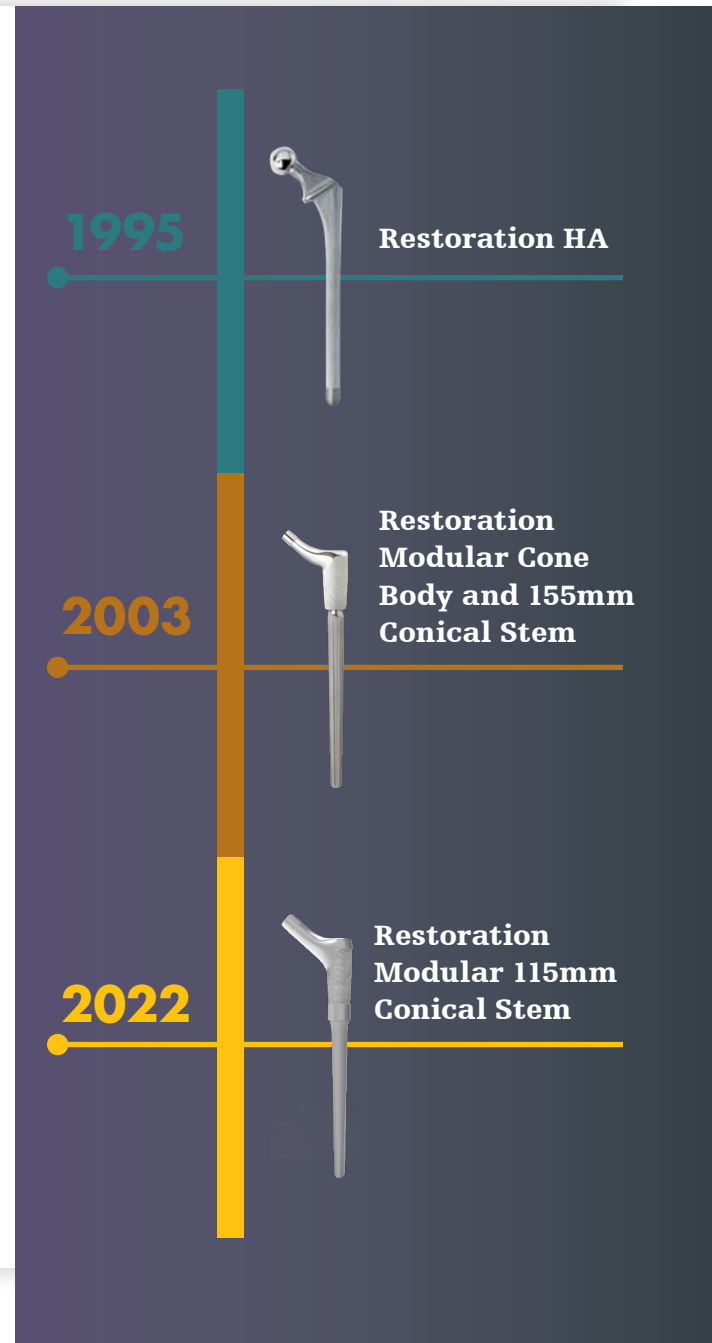 1995
Restoration HA
2003
Restoration
Modular Cone
Body and 155mm
Conical Stem
2022
Restoration
Modular 115mm
Conical Stem